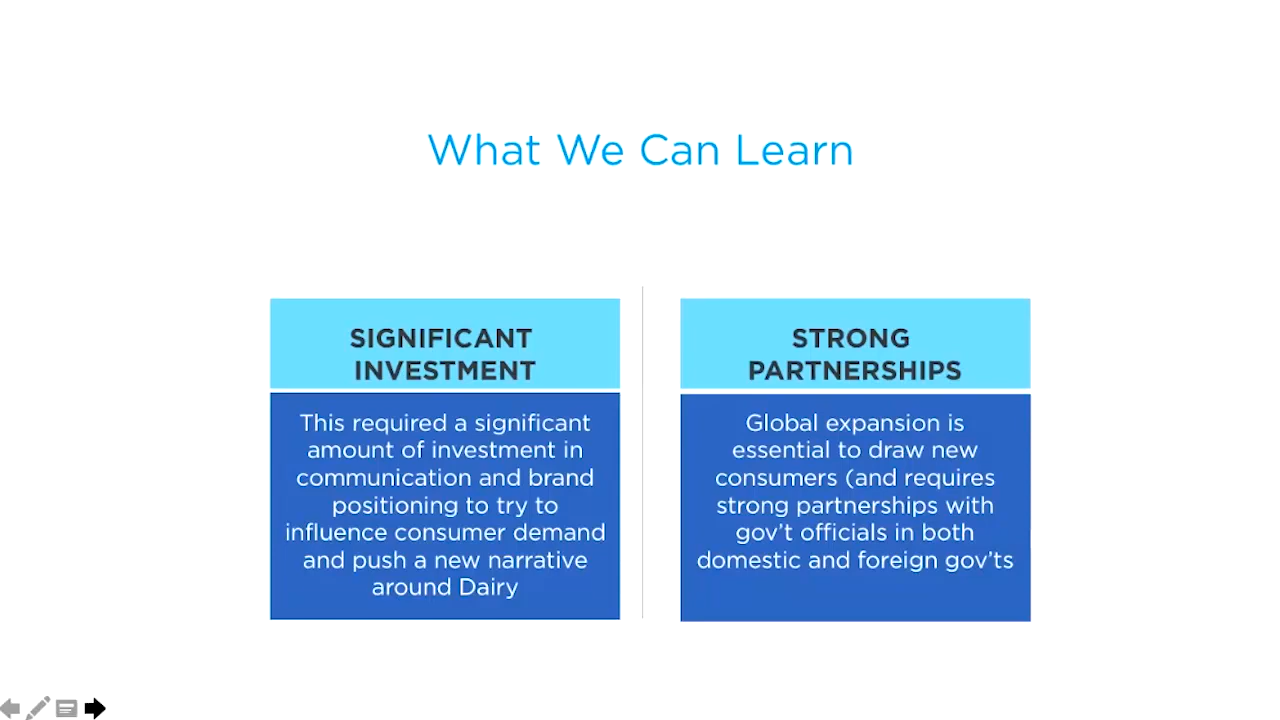 What We Can Learn
SIGNIFICANT
INVESTMENT
This required a significant
amount of investment in
communication and brand
positioning to try to
influence consumer demand
and push a new narrative
around Dairy
STRONG
PARTNERSHIPS
Global expansion is
essential to draw new
consumers (and requires
strong partnerships with
gov’t officials in both
domestic and foreign gov’ts